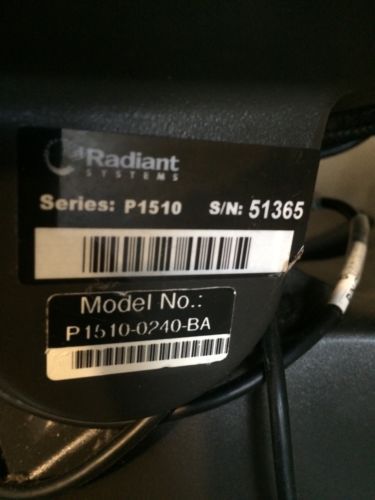 Radiant
SYSTEMS
Series: P1510 S/N: 51365
Model No.:
P1510-0240-BA